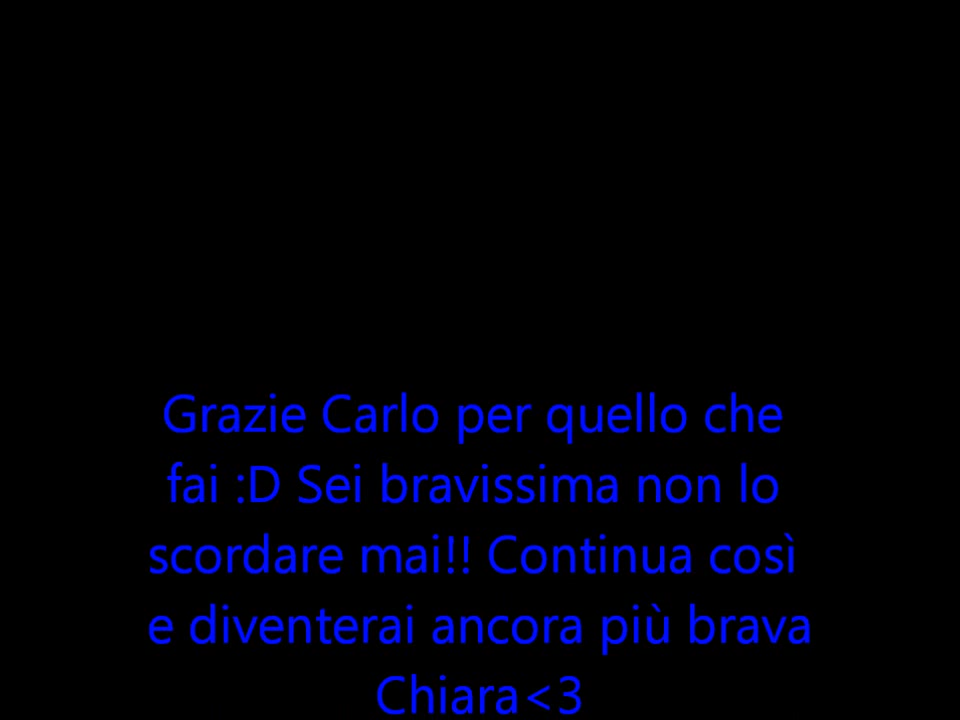 Grazie Carlo per quello che
fai :D Sei bravissima non lo
scordare mai!! Continua così
e diventerai ancora più brava
Chiara<3